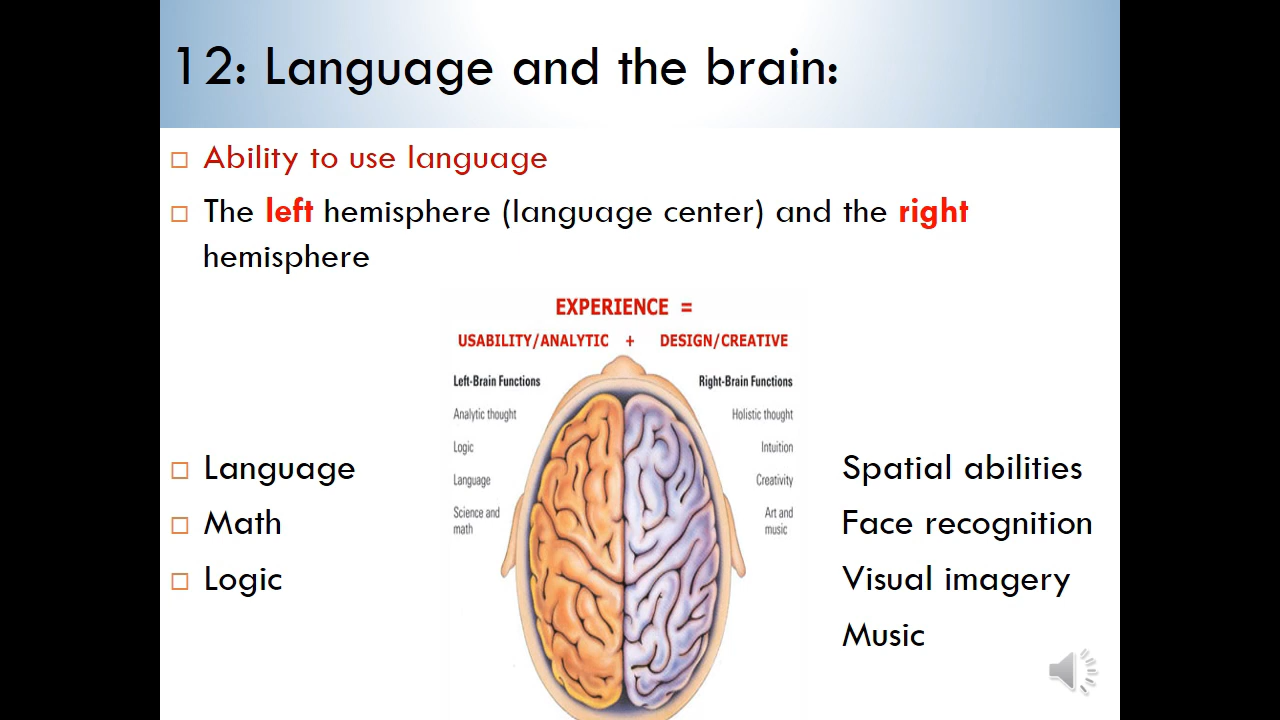 12: Language and the brain:
Ability to use language
The left hemisphere (language center) and the right
hemisphere
EXPERIENCE =
USABILITY/ANALYTIC + DESIGN/CREATIVE
Left-Brain Functions
Analytic thought
Logic
Language
Science and
math
Right-Brain Functions
Holistic thought
Intuition
Creativity
Art and
music
Language
Math
Logic
Spatial abilities
Face recognition
Visual imagery
Music